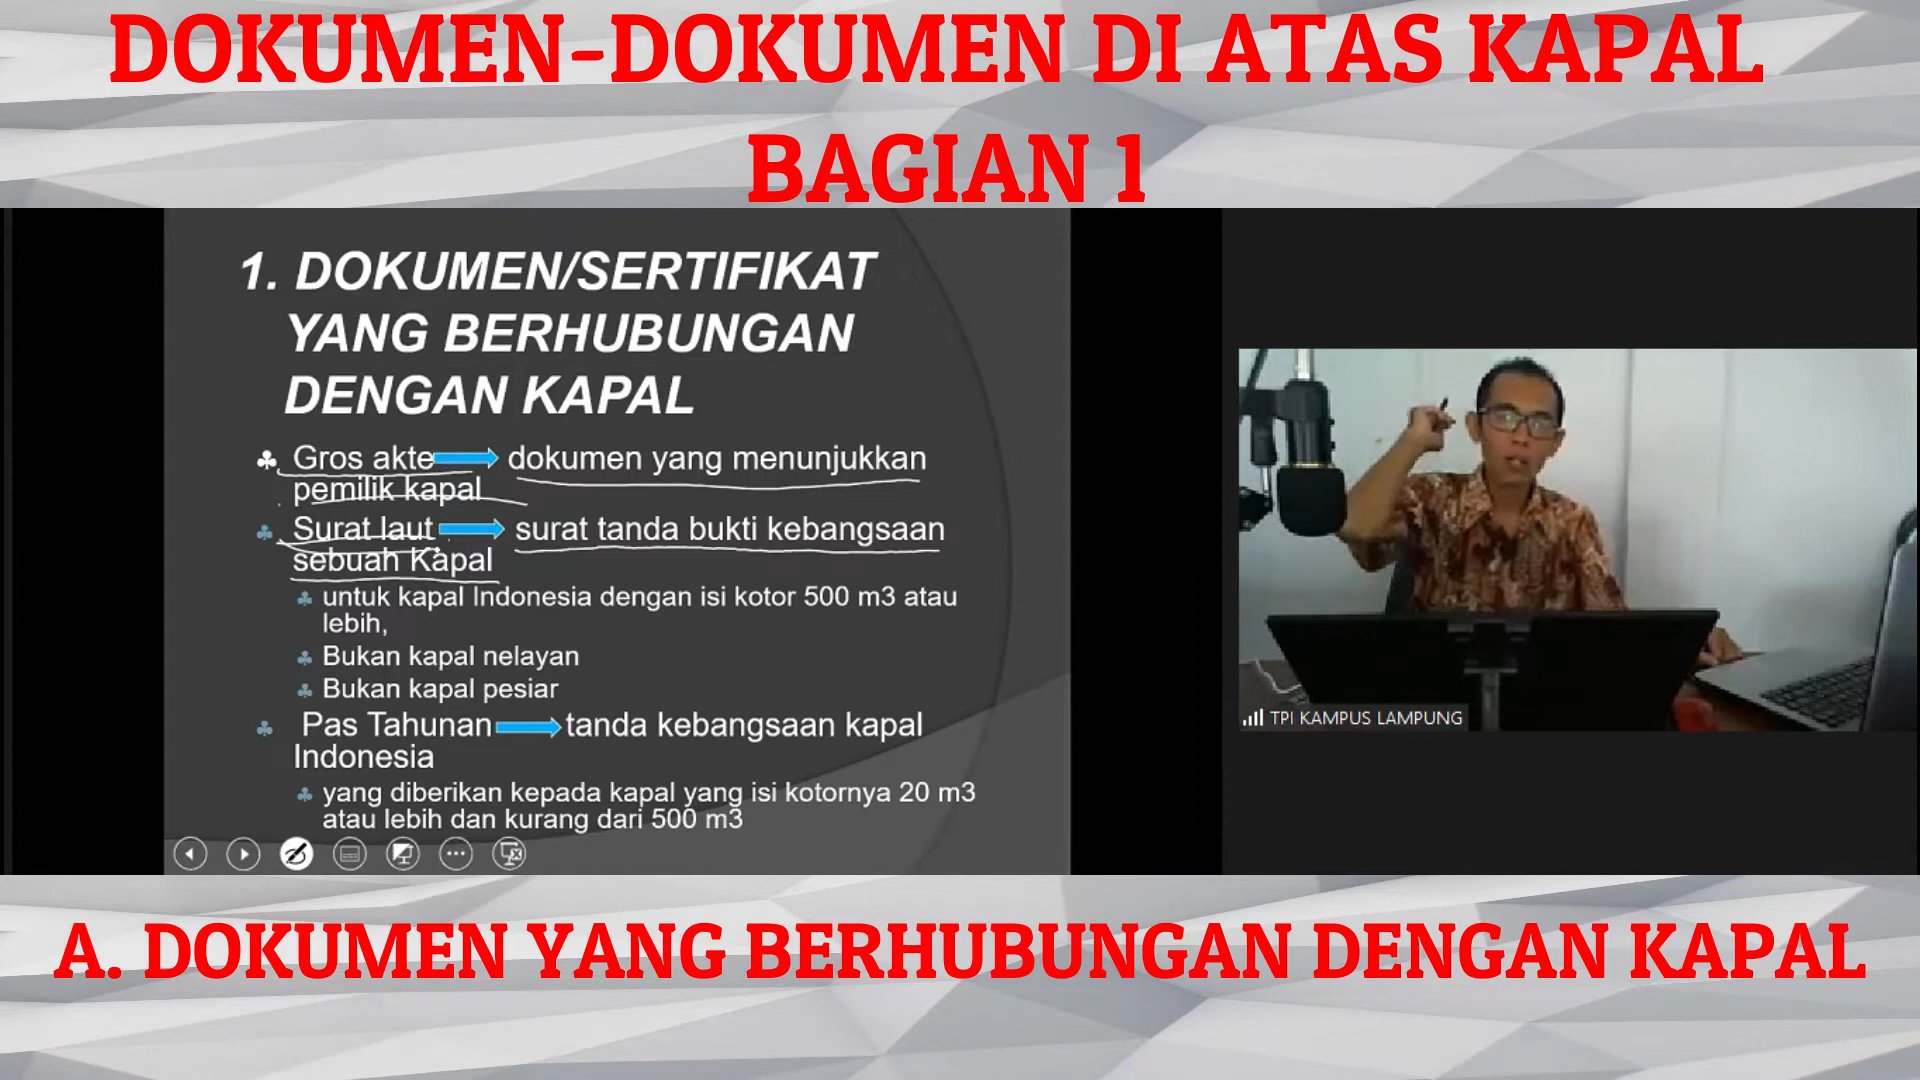 DOKUMEN-DOKUMEN DI ATAS KAPAL
BAGIAN 1
1. DOKUMEN/SERTIFIKAT
YANG BERHUBUNGAN
DENGAN KAPAL
Gros akte dokumen yang menunjukkan
pemilik kapal
Surat laut surat tanda bukti kebangsaan
sebuah Kapal
untuk kapal Indonesia dengan isi kotor 500 m3 atau
lebih,
Bukan kapal nelayan
Bukan kapal pesiar
Pas Tahunan tanda kebangsaan kapal
Indonesia
yang diberikan kepada kapal yang isi kotornya 20 m3
atau lebih dan kurang dari 500 m3
TPI KAMPUS LAMPUNG
A. DOKUMEN YANG BERHUBUNGAN DENGAN KAPAL